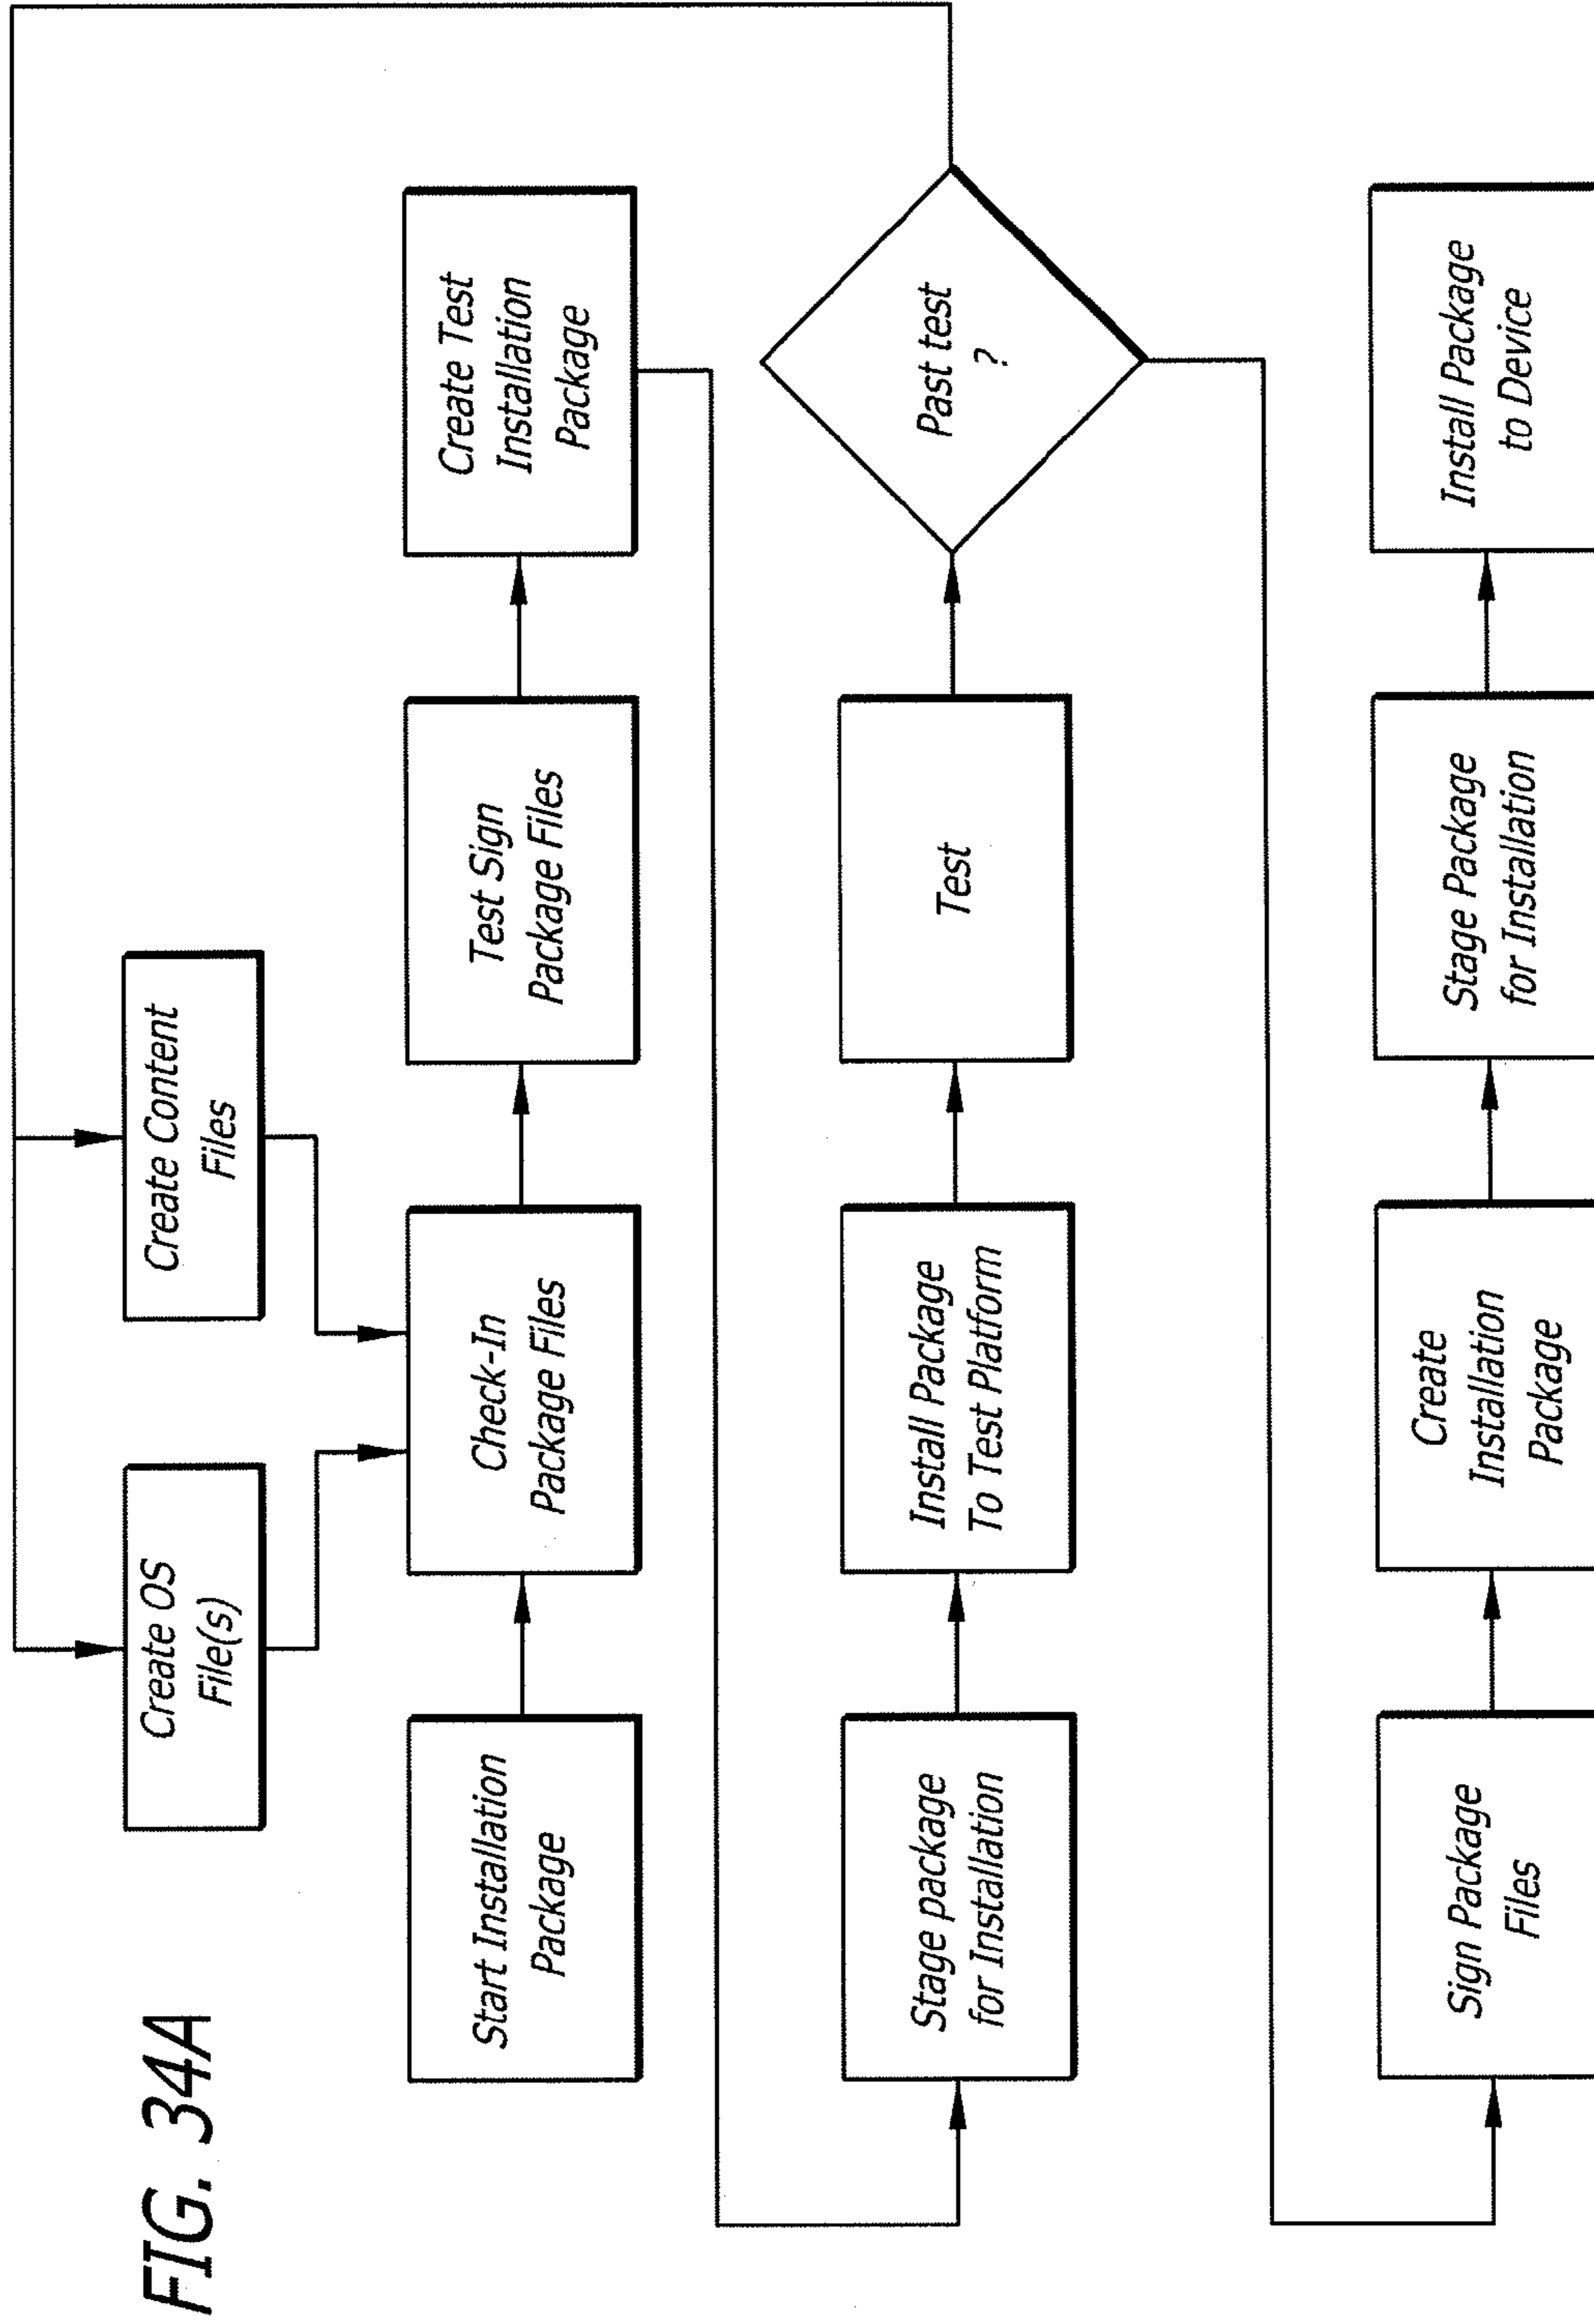 FIG. 34A
Create OS
File(s)
Create Content
Files
Start Installation
Package
Check-In
Package Files
Test Sign
Package Files
Create Test
Installation
Package
Stage package
for Installation
Install Package
To Test Platform
Test
Past test
?
Sign Package
Files
Create
Installation
Package
Stage Package
for Installation
Install Package
to Device